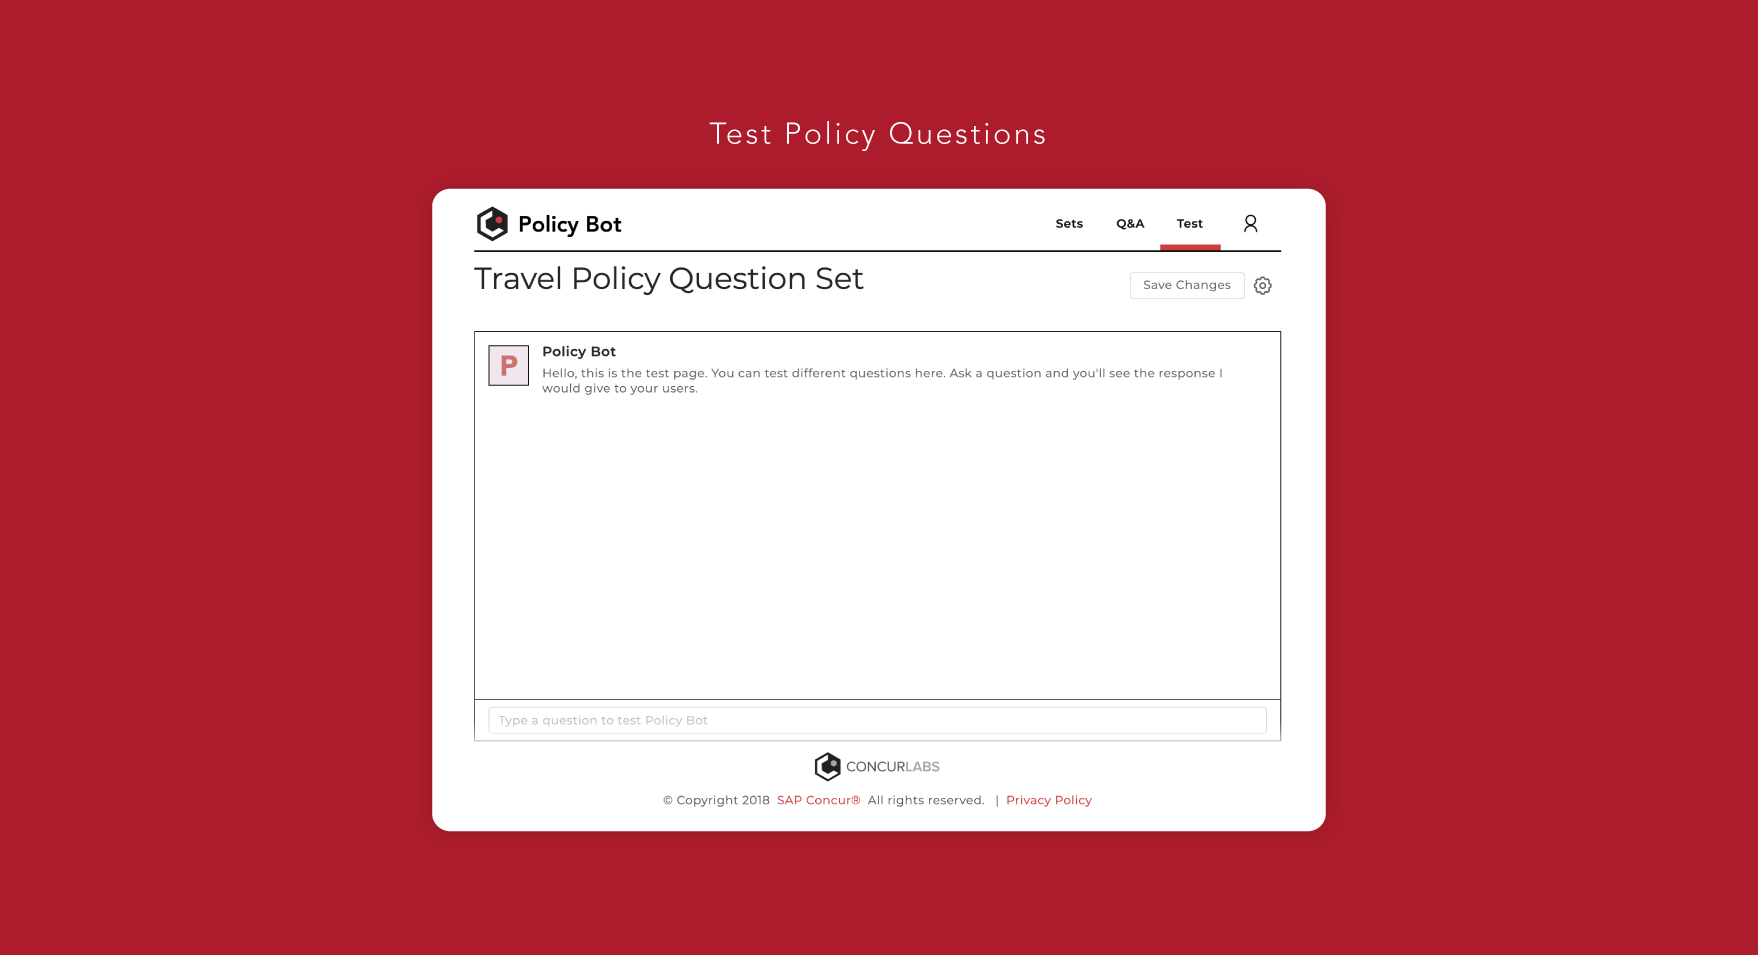 Test Policy Questions
Policy Bot
Sets Q&A Test
Travel Policy Question Set
Save Changes
P
Policy Bot
Hello, this is the test page. You can test different questions here. Ask a question and you'll see the response I
would give to your users.
Type a question to test Policy Bot
CONCURLABS
© Copyright 2018 SAP Concur® All rights reserved. | Privacy Policy